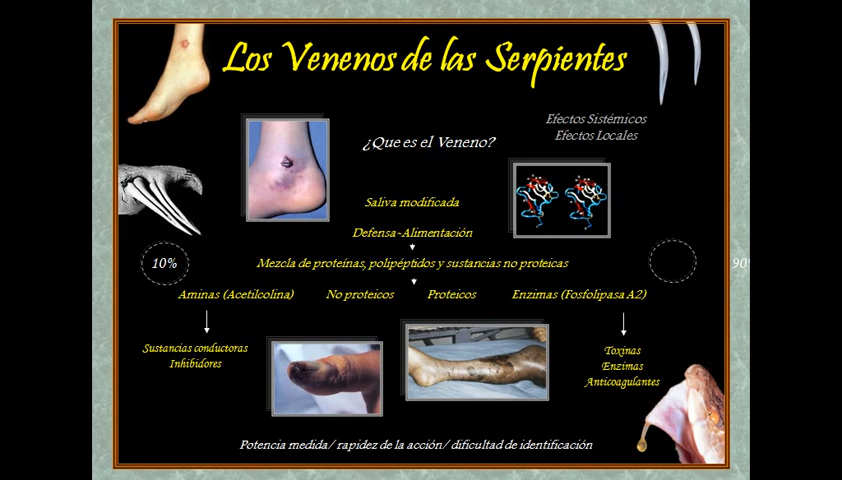 Los Venenos de las Serpientes
Efectos Sistérnicos
Efectos Locales
¿Que es el Veneno?
Saliva modificada
Defensa-Alimentación
10%
Mezcla de proteínas, polipéptidos y sustancias no proteicas
90
Aminas (Acetilcolina) No proteicos Proteicos Enzimas (Fosfolipasa A2)
Sustancias conductoras
Inhibidores
Toxinas
Enzimas
Anticoagulantes
Potencia medida/ rapidez de la acción/ dificultad de identificación